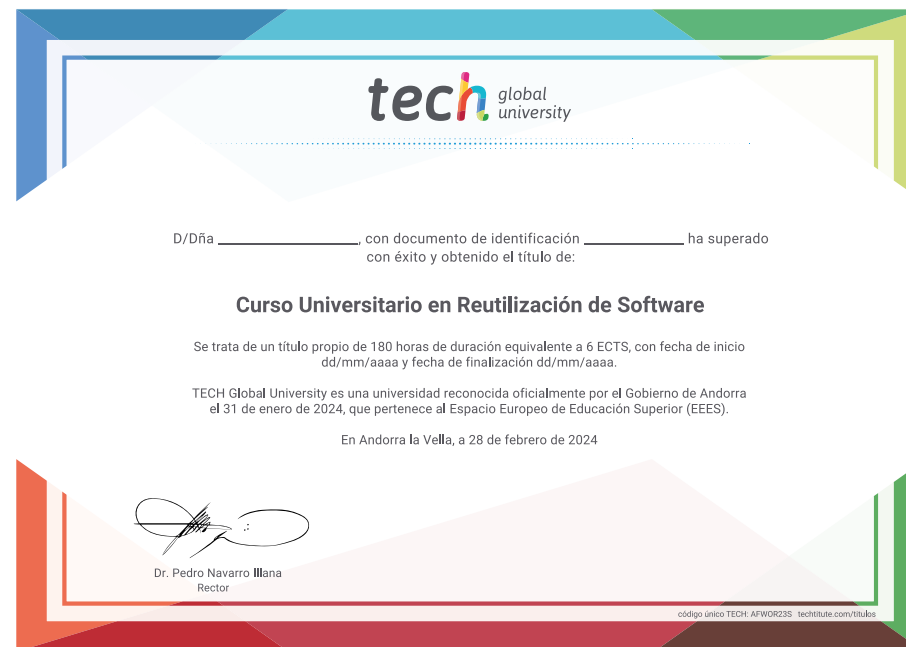 tech global university
D/Dña ____________________, con documento de identificación ______________ ha superado
con éxito y obtenido el título de:
Curso Universitario en Reutilización de Software
Se trata de un título propio de 180 horas de duración equivalente a 6 ECTS, con fecha de inicio
dd/mm/aaaa y fecha de finalización dd/mm/aaaa.
TECH Global University es una universidad reconocida oficialmente por el Gobierno de Andorra
el 31 de enero de 2024, que pertenece al Espacio Europeo de Educación Superior (EEES).
En Andorra la Vella, a 28 de febrero de 2024
Dr. Pedro Navarro Illana
Rector
código único TECH: AFWOR23S techtitute.com/titulos